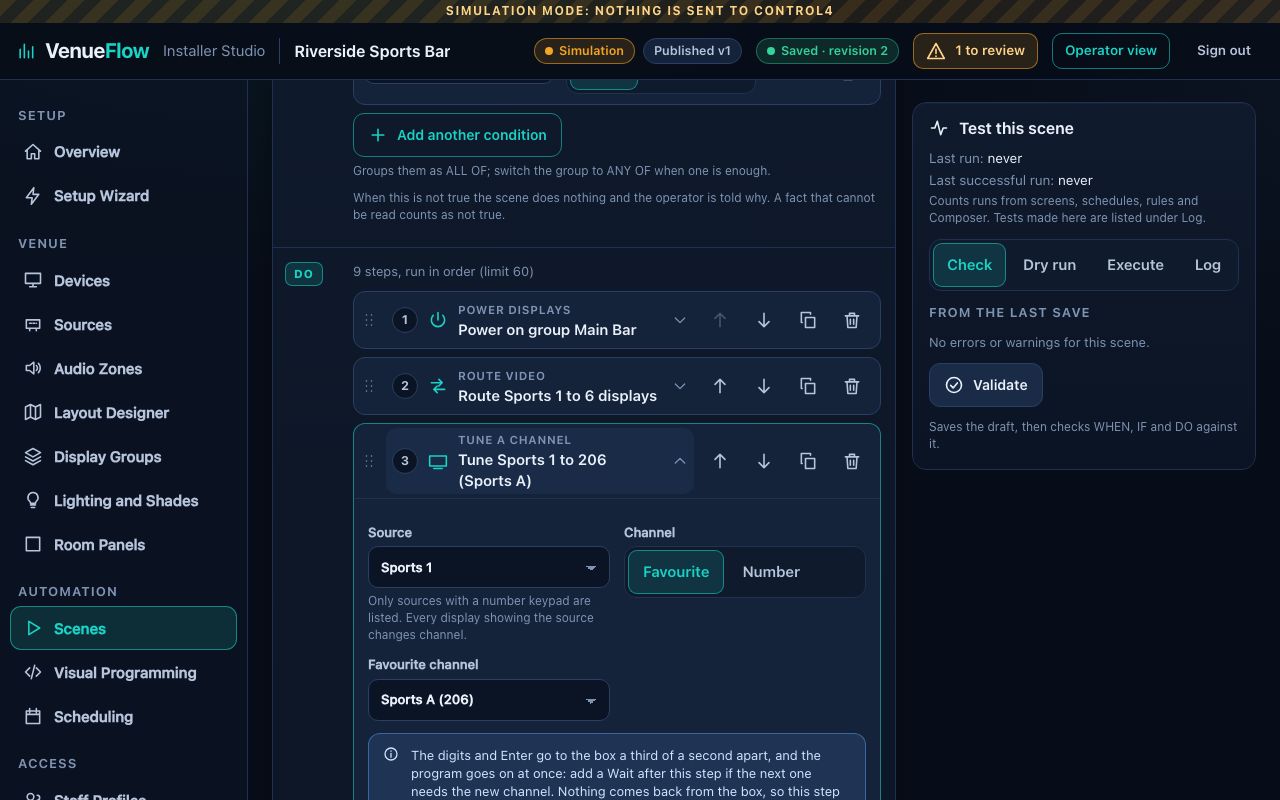 SIMULATION MODE: NOTHING IS SENT TO CONTROL4
VenueFlow Installer Studio
Riverside Sports Bar
Simulation
Published v1
Saved · revision 2
1 to review
Operator view
Sign out
SETUP
Overview
Setup Wizard
VENUE
Devices
Sources
Audio Zones
Layout Designer
Display Groups
Lighting and Shades
Room Panels
AUTOMATION
Scenes
Visual Programming
Scheduling
ACCESS
Staff Profiles
Add another condition
Groups them as ALL OF; switch the group to ANY OF when one is enough.
When this is not true the scene does nothing and the operator is told why. A fact that cannot
be read counts as not true.
DO
9 steps, run in order (limit 60)
1
POWER DISPLAYS
Power on group Main Bar
2
ROUTE VIDEO
Route Sports 1 to 6 displays
3
TUNE A CHANNEL
Tune Sports 1 to 206
(Sports A)
Source
Sports 1
Only sources with a number keypad are
listed. Every display showing the source
changes channel.
Channel
Favourite
Number
Favourite channel
Sports A (206)
The digits and Enter go to the box a third of a second apart, and the
program goes on at once: add a Wait after this step if the next one
needs the new channel. Nothing comes back from the box, so this step
Test this scene
Last run: never
Last successful run: never
Counts runs from screens, schedules, rules and
Composer. Tests made here are listed under Log.
Check
Dry run
Execute
Log
FROM THE LAST SAVE
No errors or warnings for this scene.
Validate
Saves the draft, then checks WHEN, IF and DO against
it.